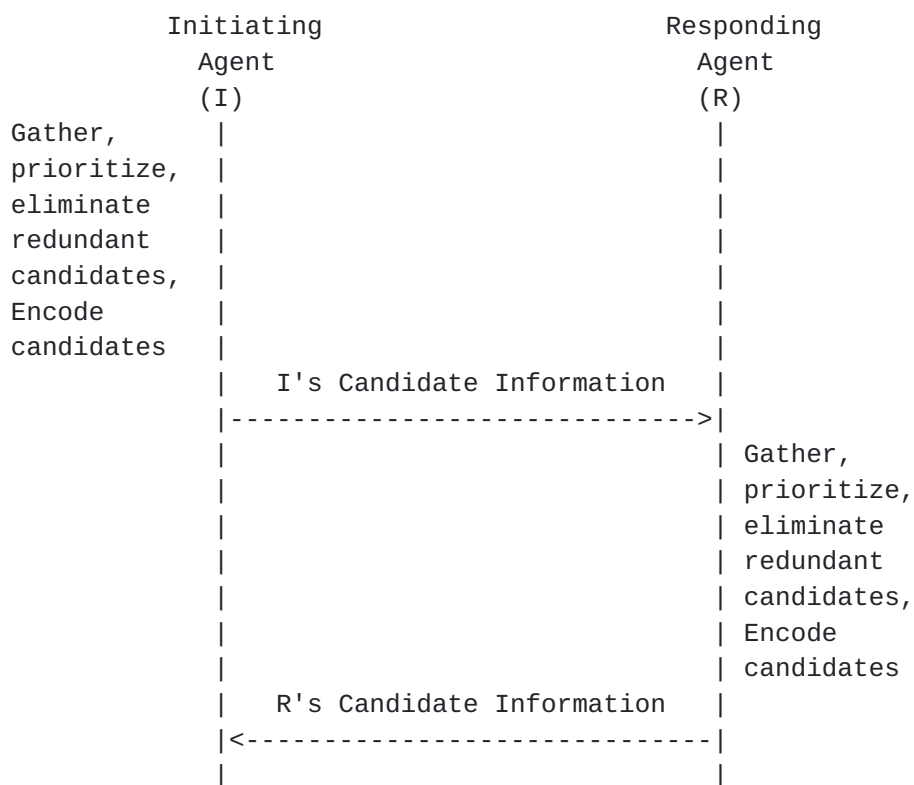 Initiating                      Responding
            Agent                           Agent
            (I)                             (R)
Gather,      |                                |
prioritize,  |                                |
eliminate    |                                |
redundant    |                                |
candidates,  |                                |
Encode       |                                |
candidates   |                                |
             |   I's Candidate Information   |
             |------------------------------>|
             |                                | Gather,
             |                                | prioritize,
             |                                | eliminate
             |                                | redundant
             |                                | candidates,
             |                                | Encode
             |                                | candidates
             |   R's Candidate Information   |
             |<------------------------------|
             |                                |